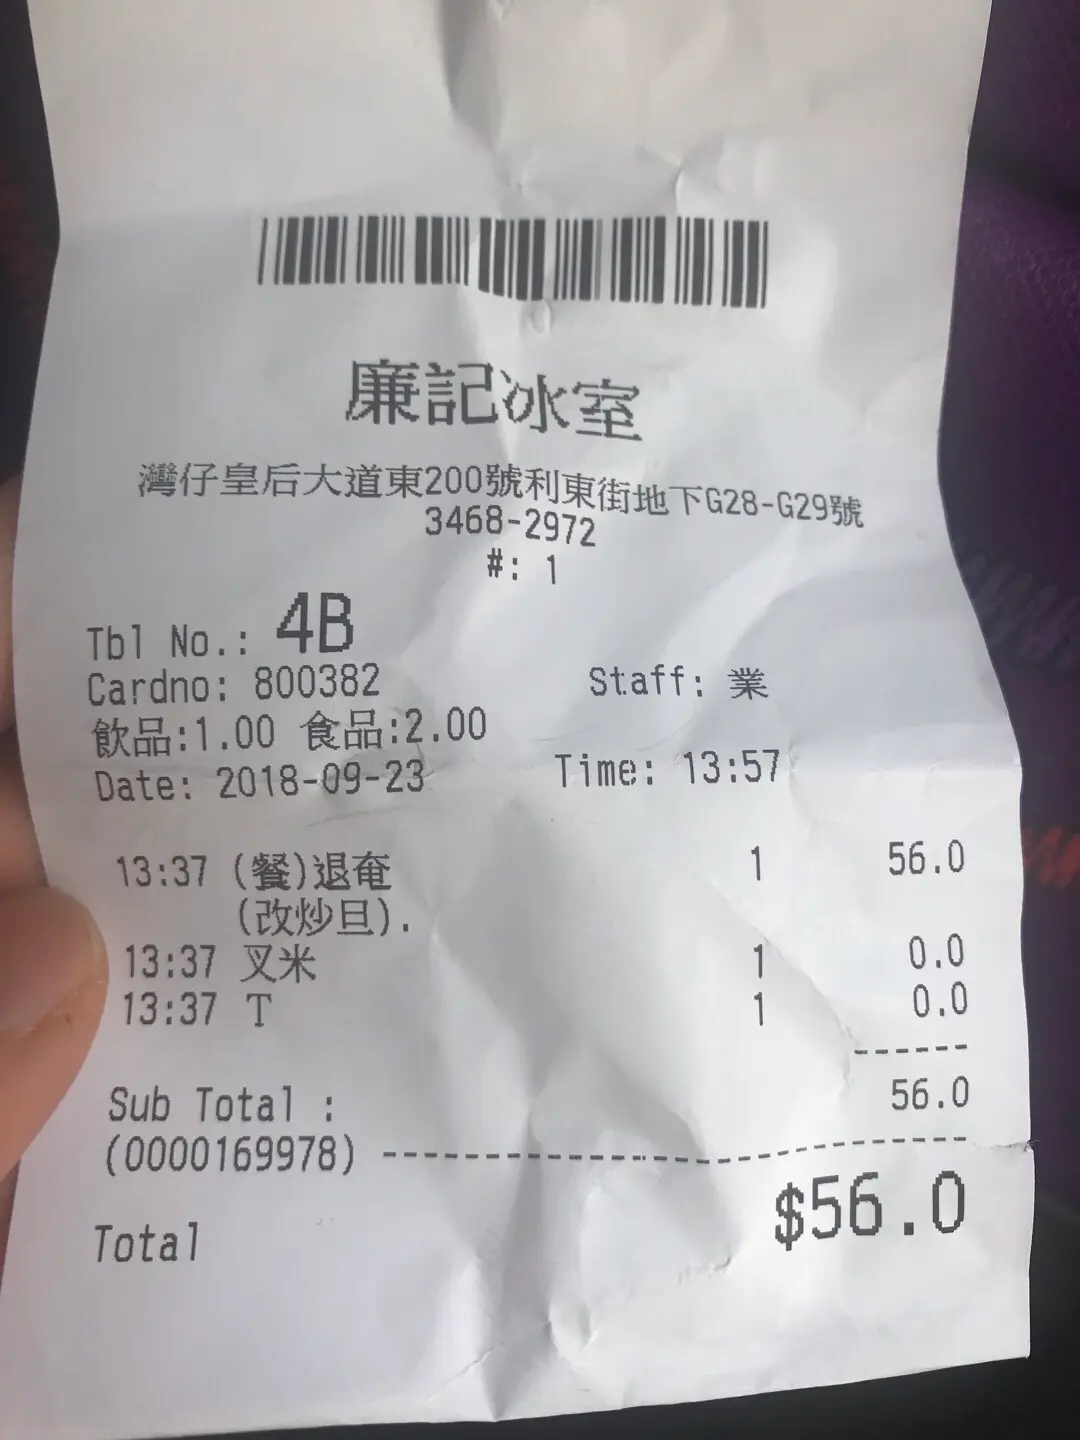 廉記冰室
灣仔皇后大道東200號利東街地下G28-G29號
3468-2972
#: 1
Tbl No.: 4B
Cardno: 800382 Staff: 業
飲品:1.00 食品:2.00
Date: 2018-09-23 Time: 13:57
13:37 (餐)退奄 1 56.0
(改炒旦).
13:37 叉米 1 0.0
13:37 T 1 0.0
------
Sub Total : 56.0
(0000169978) --------------------------------
Total $56.0